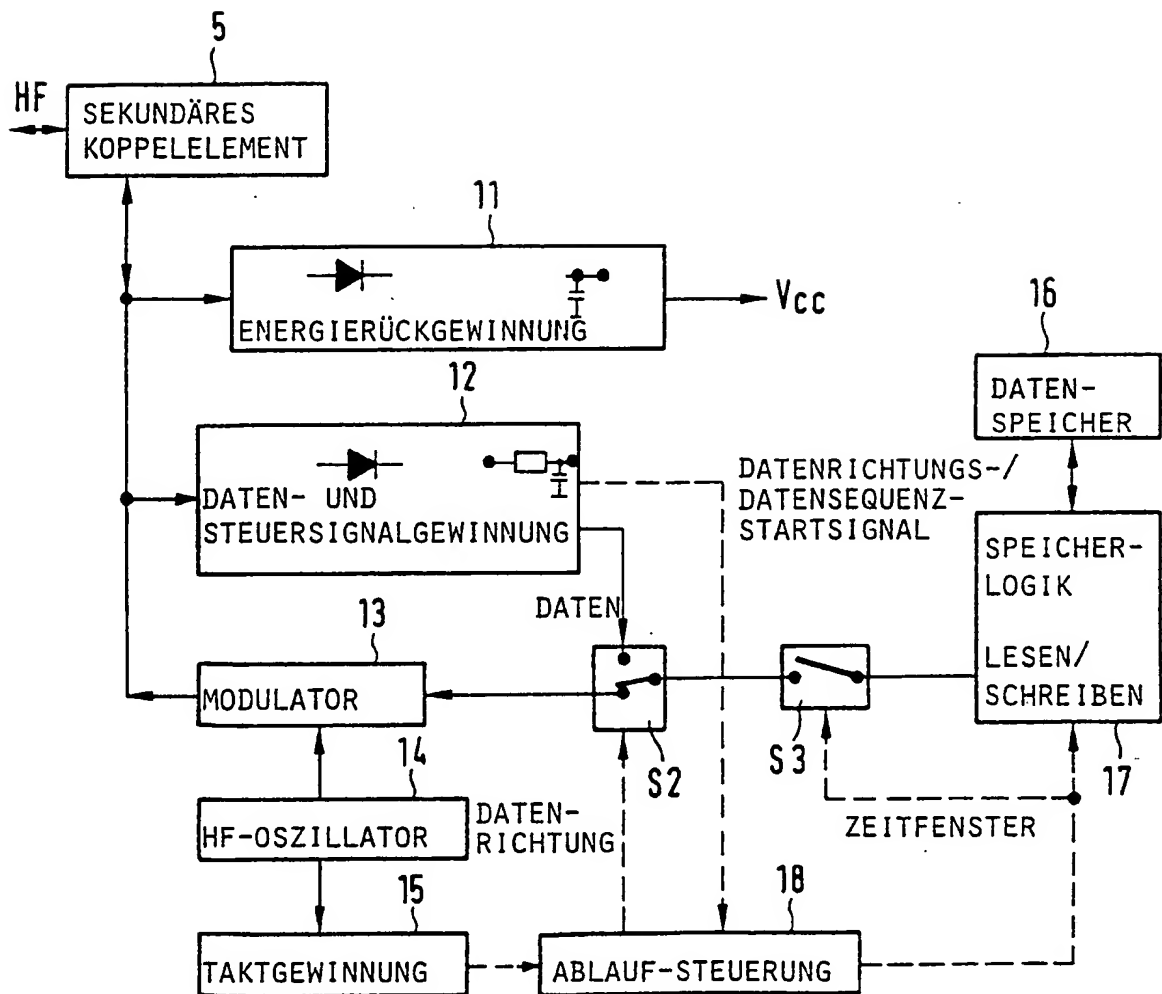 5
HF
SEKUNDÄRES
KOPPELELEMENT
11
ENERGIERÜCKGEWINNUNG
VCC
16
DATEN-
SPEICHER
12
DATEN- UND
STEUERSIGNALGEWINNUNG
DATENRICHTUNGS-/
DATENSEQUENZ-
STARTSIGNAL
SPEICHER-
LOGIK
LESEN/
SCHREIBEN
17
DATEN
13
MODULATOR
S2
S3
14
HF-OSZILLATOR
DATEN-
RICHTUNG
ZEITFENSTER
15
TAKTGEWINNUNG
18
ABLAUF-STEUERUNG